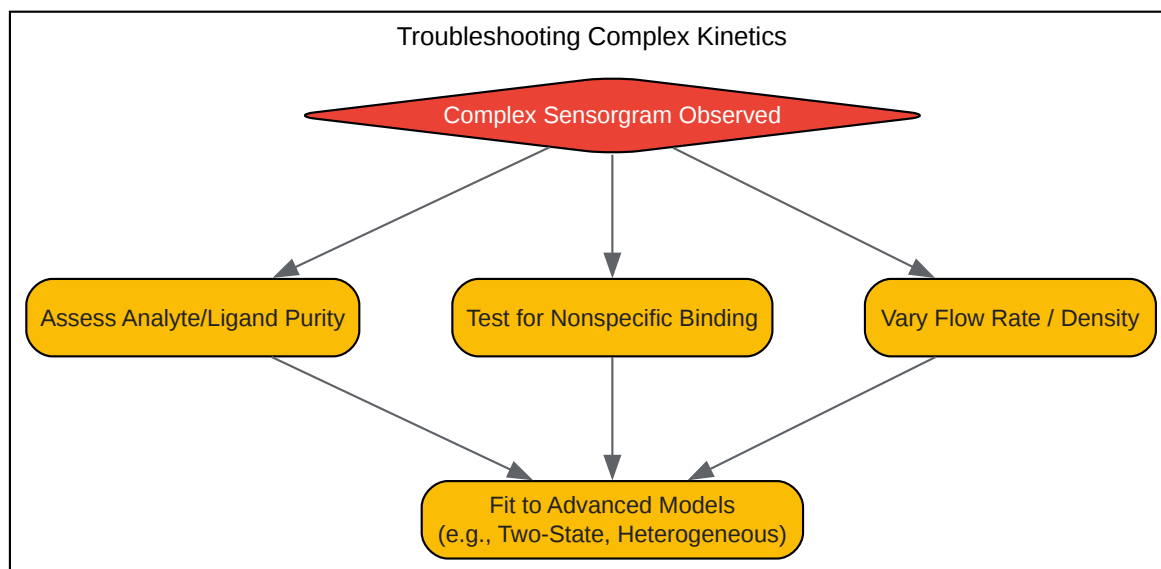 Troubleshooting Complex Kinetics
Complex Sensorgram Observed
Assess Analyte/Ligand Purity
Test for Nonspecific Binding
Vary Flow Rate / Density
Fit to Advanced Models
(e.g., Two-State, Heterogeneous)